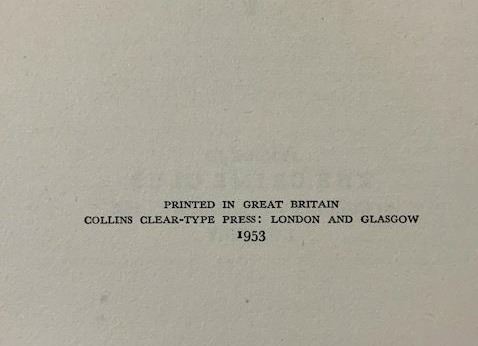 PRINTED IN GREAT BRITAIN
COLLINS CLEAR-TYPE PRESS: LONDON AND GLASGOW
1953